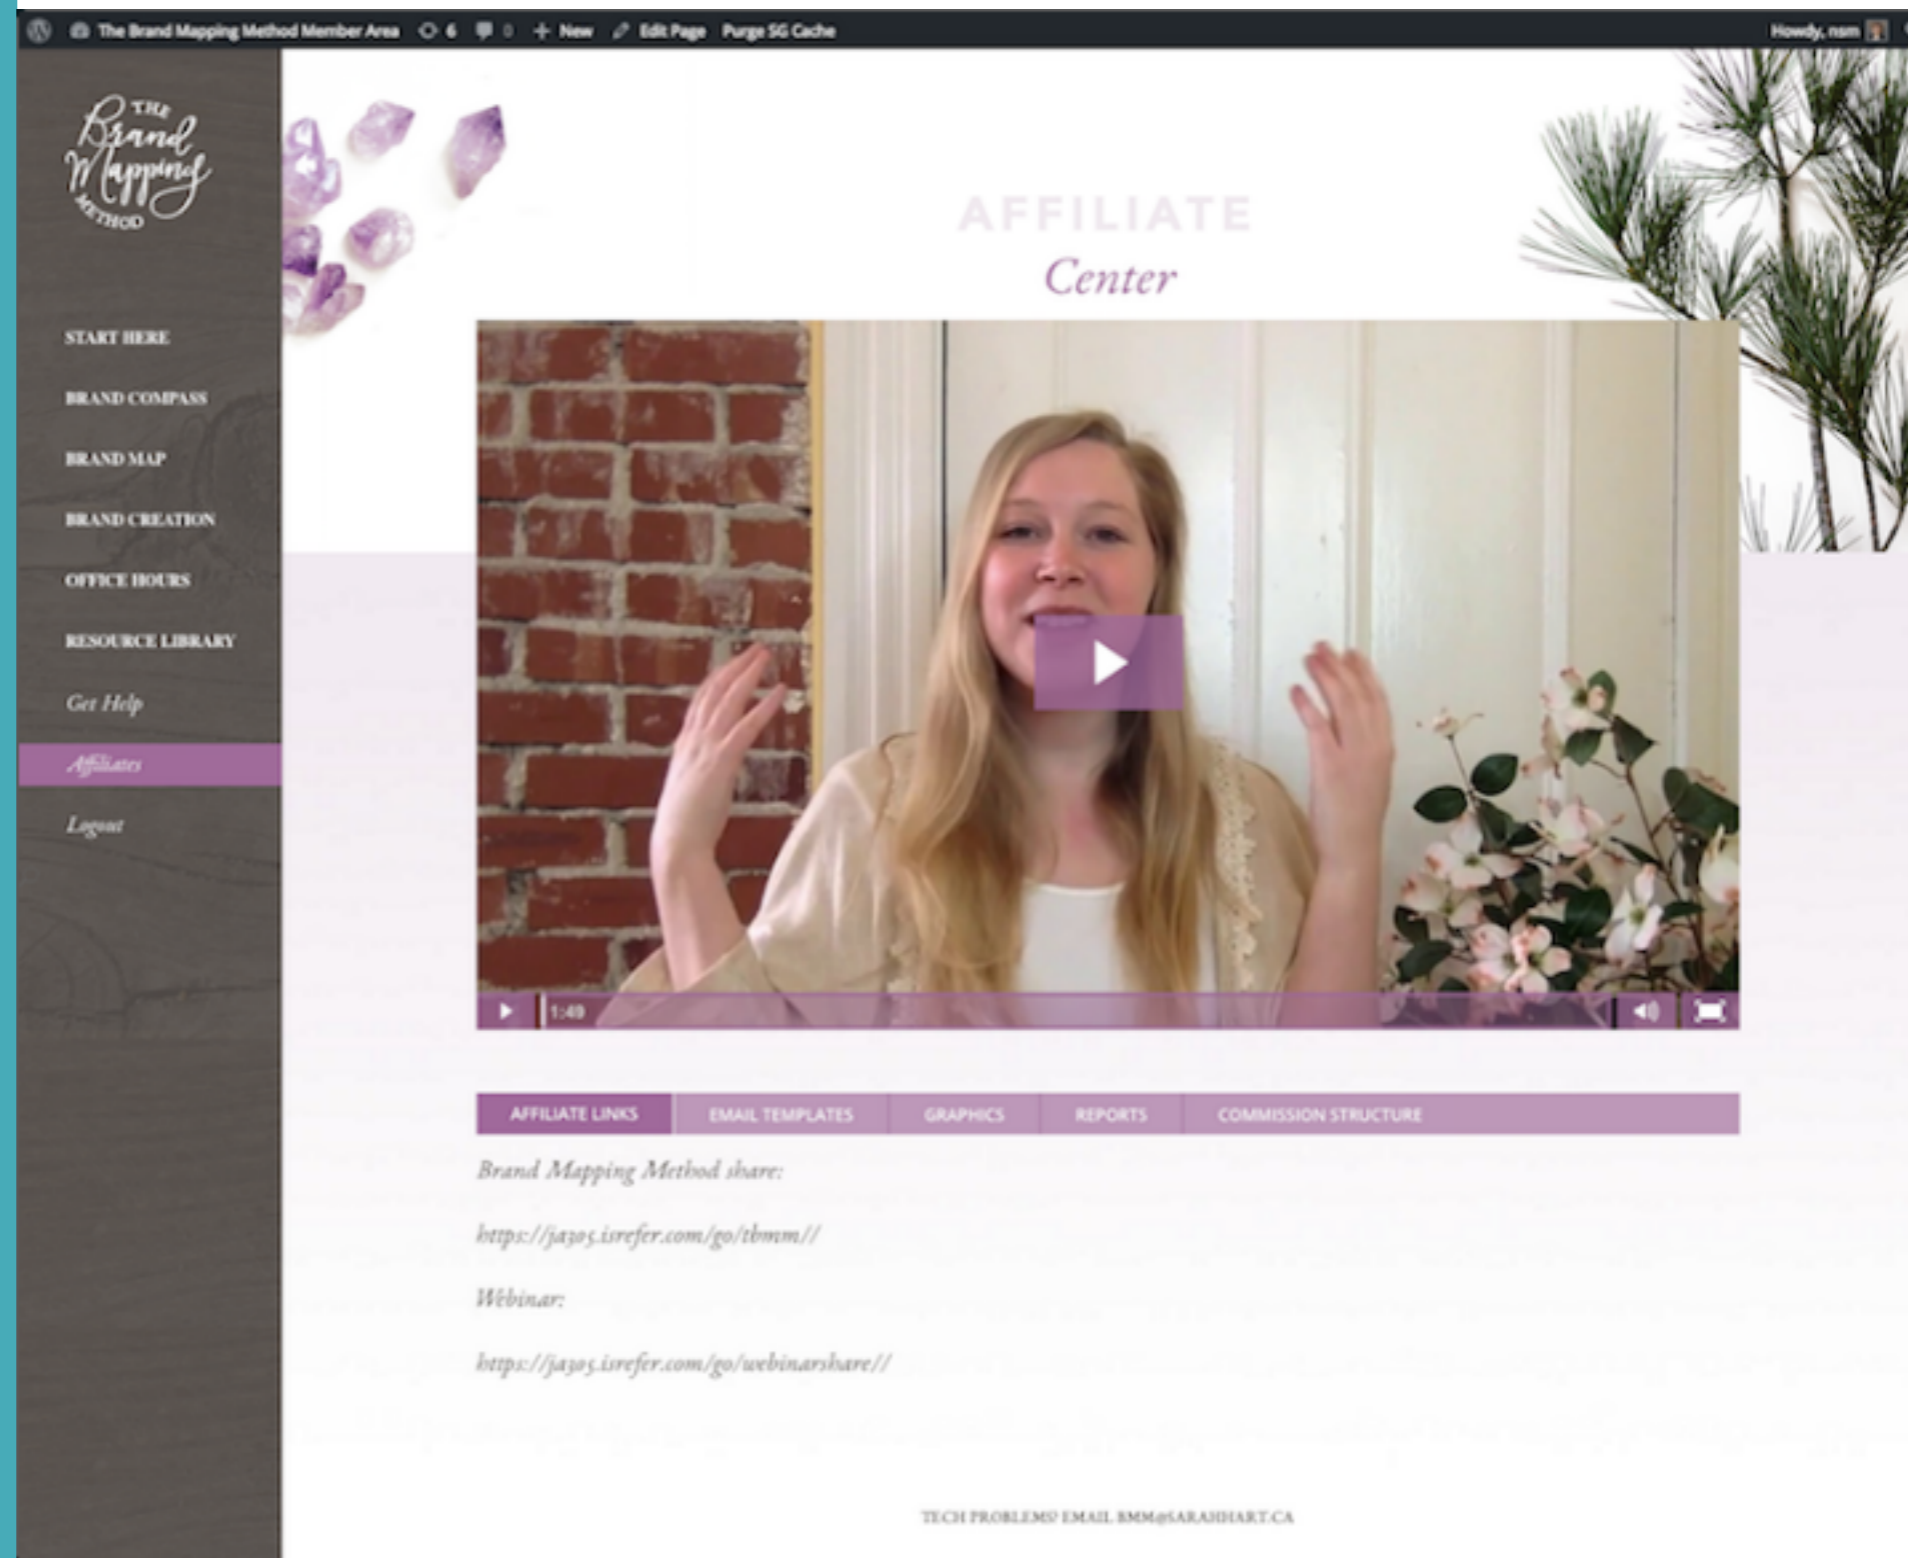 The Brand Mapping Method Member Area 6 0 New Edit Page Purge SG Cache Howdy, nsm
THE
Brand
Mapping
METHOD
START HERE
BRAND COMPASS
BRAND MAP
BRAND CREATION
OFFICE HOURS
RESOURCE LIBRARY
Get Help
Affiliates
Logout
AFFILIATE
Center
1:49
AFFILIATE LINKS EMAIL TEMPLATES GRAPHICS REPORTS COMMISSION STRUCTURE
Brand Mapping Method share:
https://ja305.isrefer.com/go/tbmm//
Webinar:
https://ja305.isrefer.com/go/webinarshare//
TECH PROBLEMS? EMAIL BMM@SARAHHART.CA